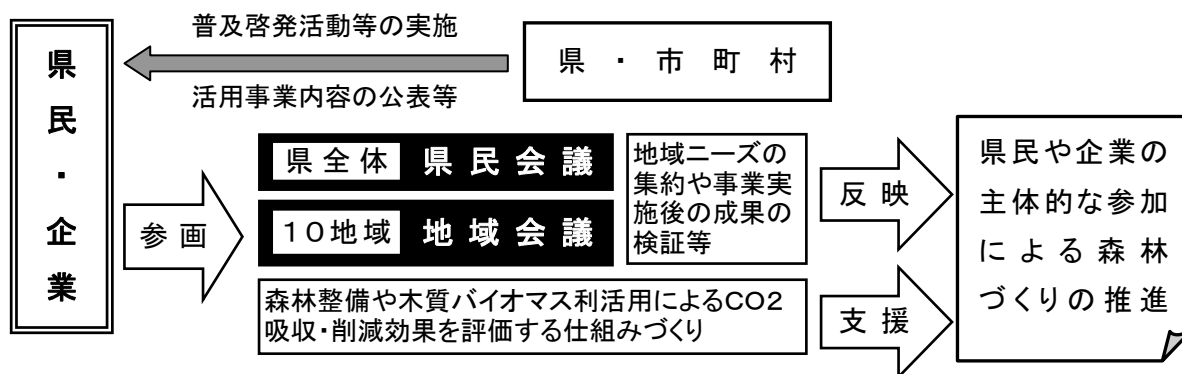 県民・企業
普及啓発活動等の実施
活用事業内容の公表等
県・市町村
参画
県全体 県民会議
10地域 地域会議
地域ニーズの
集約や事業実
施後の成果の
検証等
森林整備や木質バイオマス利活用によるCO2
吸収・削減効果を評価する仕組みづくり
反映
支援
県民や企業の
主体的な参加
による森林
づくりの推進